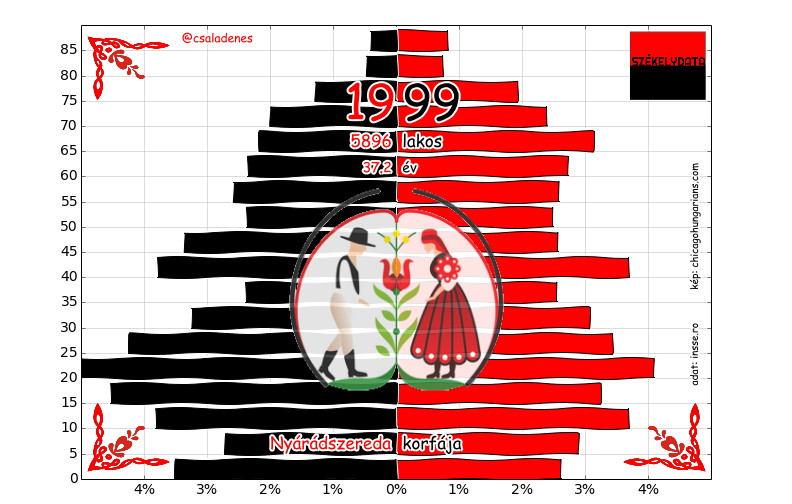 @csaladenes
SZÉKELYDATA
1999
5896 lakos
37,2 év
Nyárádszereda korfája
kép: chicagohungarians.com
adat: insse.ro
85
80
75
70
65
60
55
50
45
40
35
30
25
20
15
10
5
0
4% 3% 2% 1% 0% 1% 2% 3% 4%